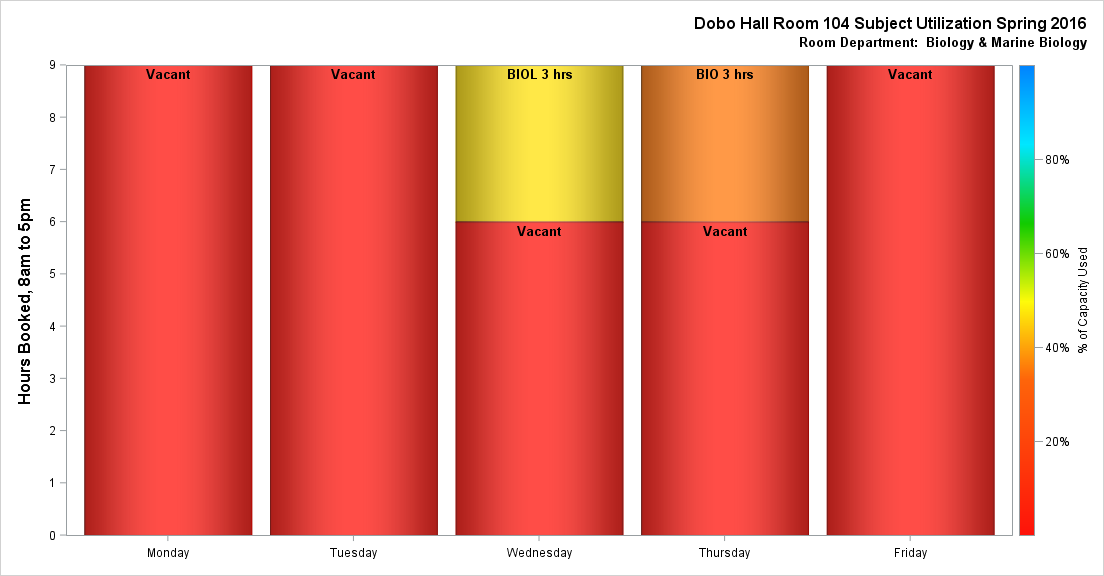 Dobo Hall Room 104 Subject Utilization Spring 2016
Room Department: Biology & Marine Biology
Hours Booked, 8am to 5pm
9
8
7
6
5
4
3
2
1
0
Vacant
Vacant
BIOL 3 hrs
BIO 3 hrs
Vacant
Vacant
Vacant
Monday
Tuesday
Wednesday
Thursday
Friday
80%
60%
40%
20%
% of Capacity Used